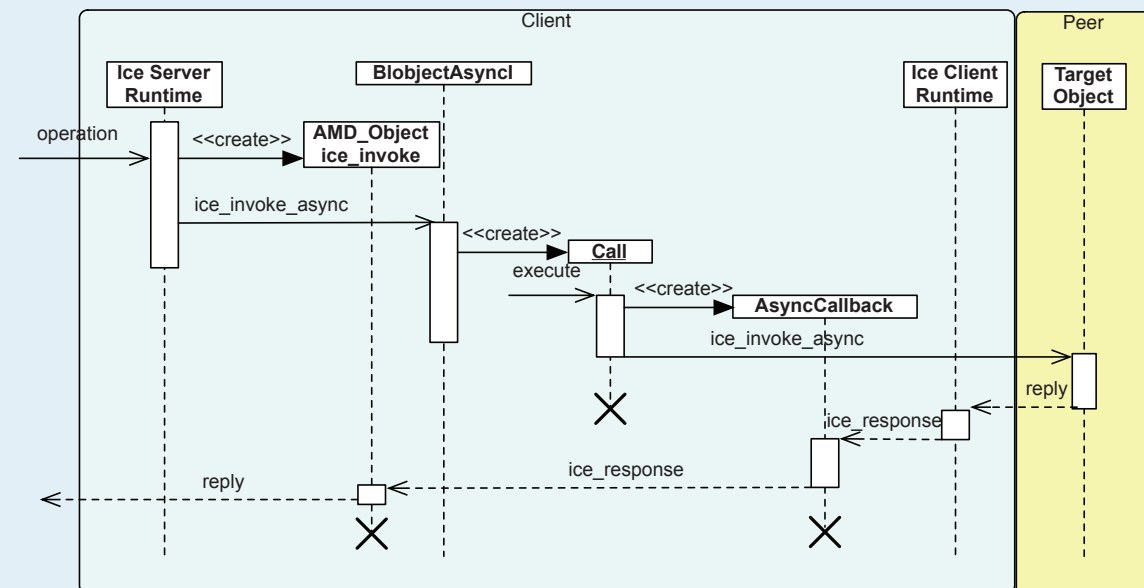 Client
Peer
Ice Server
Runtime
BlobjectAsyncI
Ice Client
Runtime
Target
Object
operation
<<create>>
AMD_Object
ice_invoke
ice_invoke_async
<<create>>
Call
execute
<<create>>
AsyncCallback
ice_invoke_async
reply
ice_response
ice_response
reply